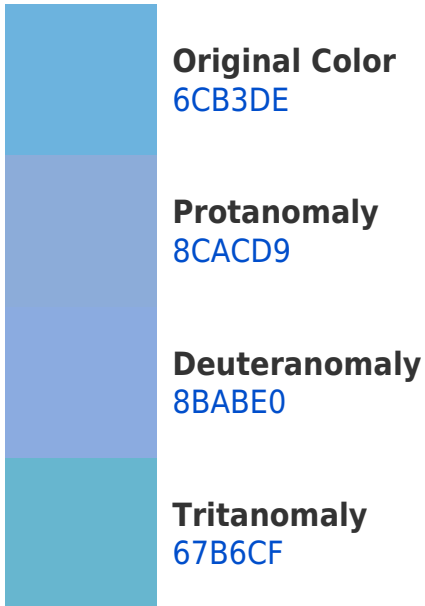 Original Color
6CB3DE
Protanomaly
8CACD9
Deuteranomaly
8BABE0
Tritanomaly
67B6CF